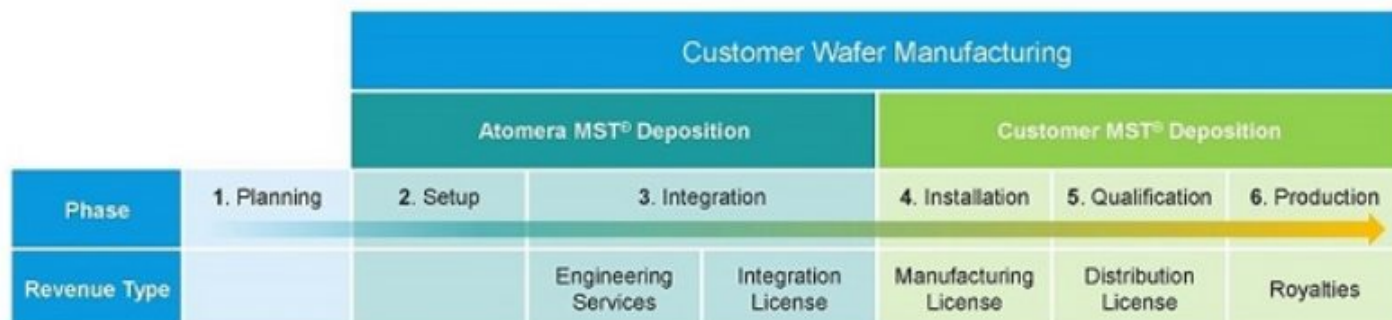 Customer Wafer Manufacturing
Atomera MST® Deposition
Customer MST® Deposition
Phase
1. Planning
2. Setup
3. Integration
4. Installation
5. Qualification
6. Production
Revenue Type
Engineering
Services
Integration
License
Manufacturing
License
Distribution
License
Royalties